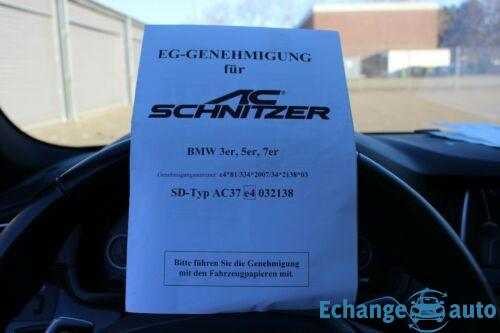 EG-GENEHMIGUNG
für
AC
SCHNITZER
BMW 3er, 5er, 7er
Genehmigungsnummer: e4*81/334*2007/34*2138*03
SD-Typ AC37 e4 032138
Bitte führen Sie die Genehmigung
mit den Fahrzeugpapieren mit.
Echange auto